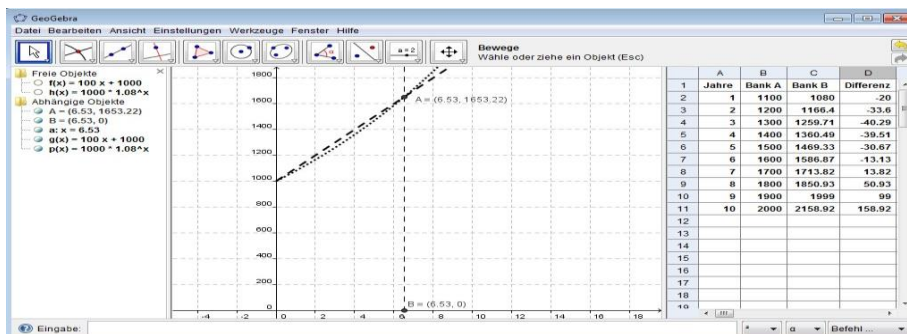 GeoGebra
Datei Bearbeiten Ansicht Einstellungen Werkzeuge Fenster Hilfe
a=2
Bewege
Wähle oder ziehe ein Objekt (Esc)
Freie Objekte
f(x) = 100 x + 1000
h(x) = 1000 * 1.08^x
Abhängige Objekte
A = (6.53, 1653.22)
B = (6.53, 0)
a: x = 6.53
g(x) = 100 x + 1000
p(x) = 1000 * 1.08^x
1800
1600
1400
1200
1000
800
600
400
200
0
-4 -2 0 2 4 6 8 10 12 14 16 18
A = (6.53, 1653.22)
B = (6.53, 0)
A B C D
1 Jahre Bank A Bank B Differenz
2 1 1100 1080 -20
3 2 1200 1166.4 -33.6
4 3 1300 1259.71 -40.29
5 4 1400 1360.49 -39.51
6 5 1500 1469.33 -30.67
7 6 1600 1586.87 -13.13
8 7 1700 1713.82 13.82
9 8 1800 1850.93 50.93
10 9 1900 1999 99
11 10 2000 2158.92 158.92
12
13
14
15
16
17
18
19
Eingabe:
α
Befehl ...